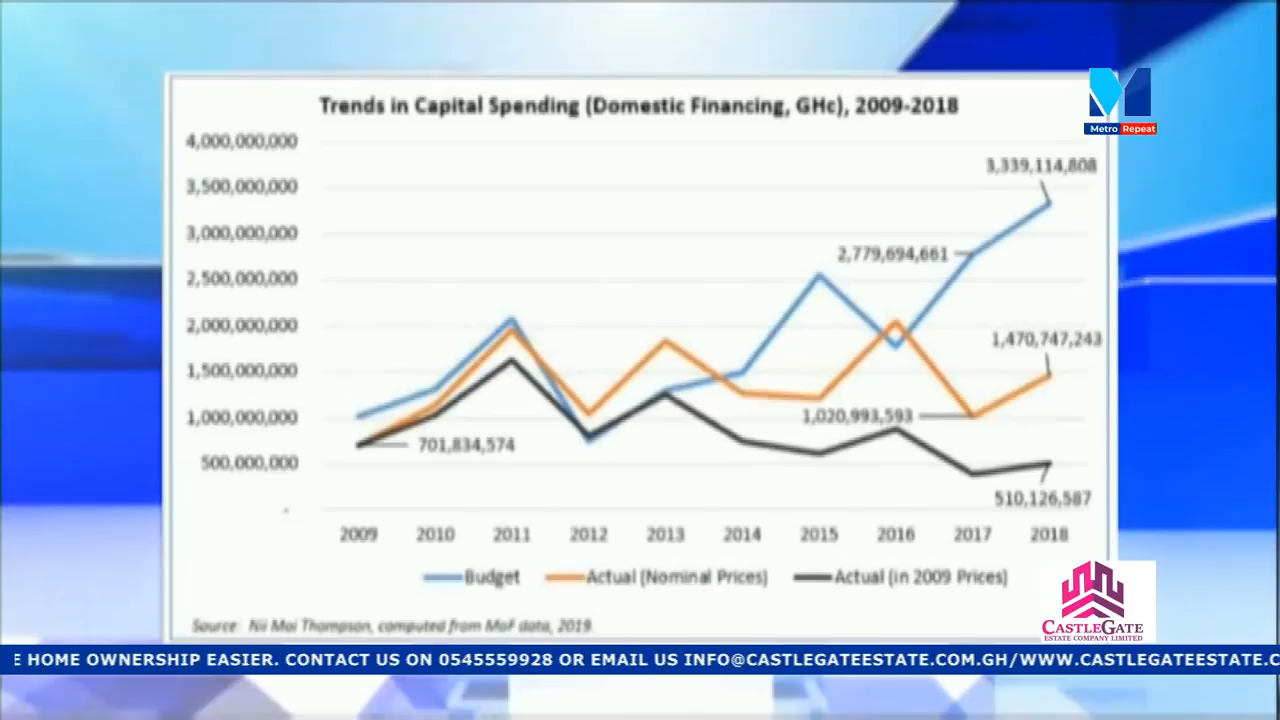 Trends in Capital Spending (Domestic Financing, GHc), 2009-2018
M
Metro Repeat
4,000,000,000
3,500,000,000
3,000,000,000
2,500,000,000
2,000,000,000
1,500,000,000
1,000,000,000
500,000,000
-
3,339,114,808
2,779,694,661
1,470,747,243
1,020,993,593
701,834,574
510,126,587
2009 2010 2011 2012 2013 2014 2015 2016 2017 2018
Budget Actual (Nominal Prices) Actual (in 2009 Prices)
Source: Nii Moi Thompson, computed from MoF data, 2019.
CASTLEGATE
ESTATE COMPANY LIMITED
E HOME OWNERSHIP EASIER. CONTACT US ON 0545559928 OR EMAIL US INFO@CASTLEGATEESTATE.COM.GH/WWW.CASTLEGATEESTATE.C